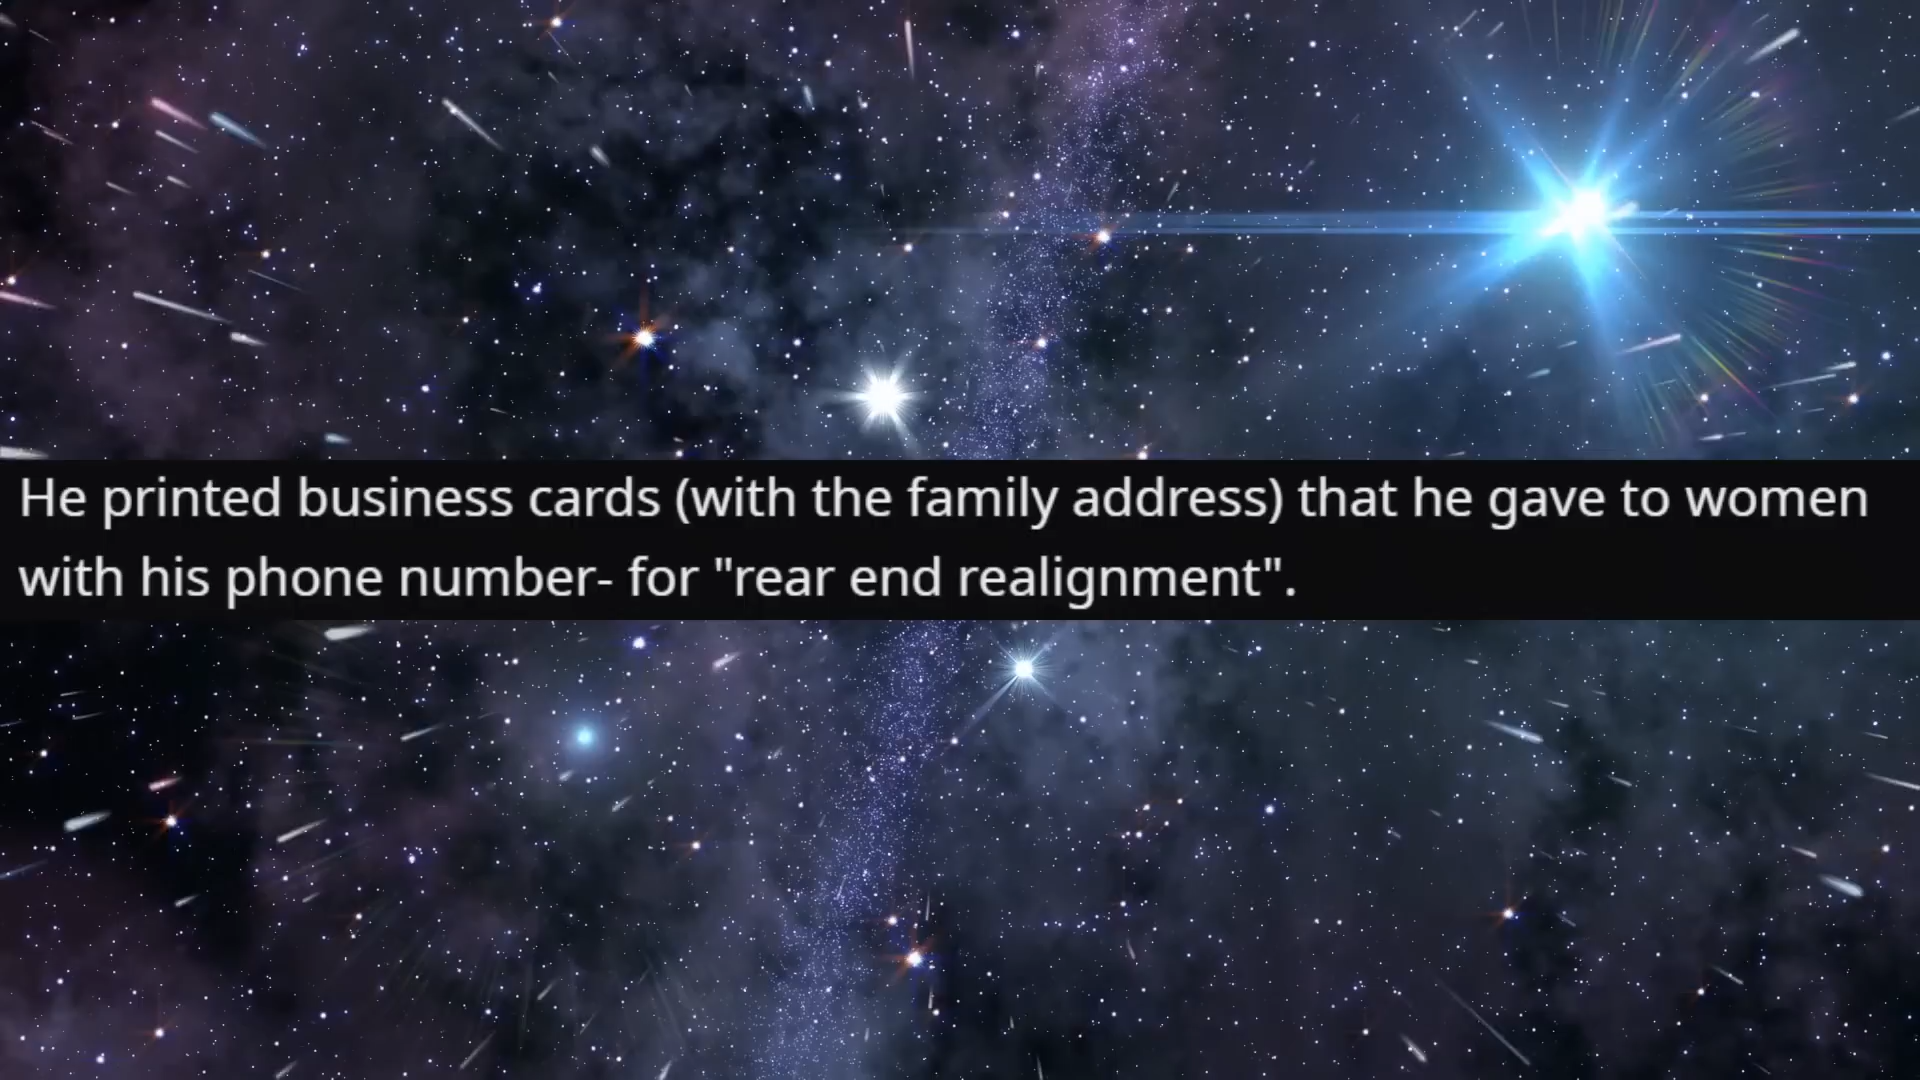 He printed business cards (with the family address) that he gave to women
with his phone number- for "rear end realignment".